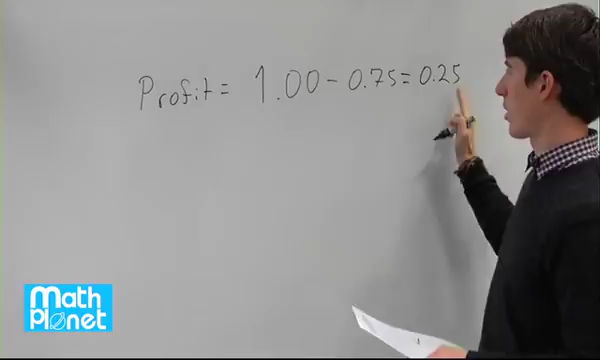 Profit = 1.00 - 0.75 = 0.25
Math
Planet